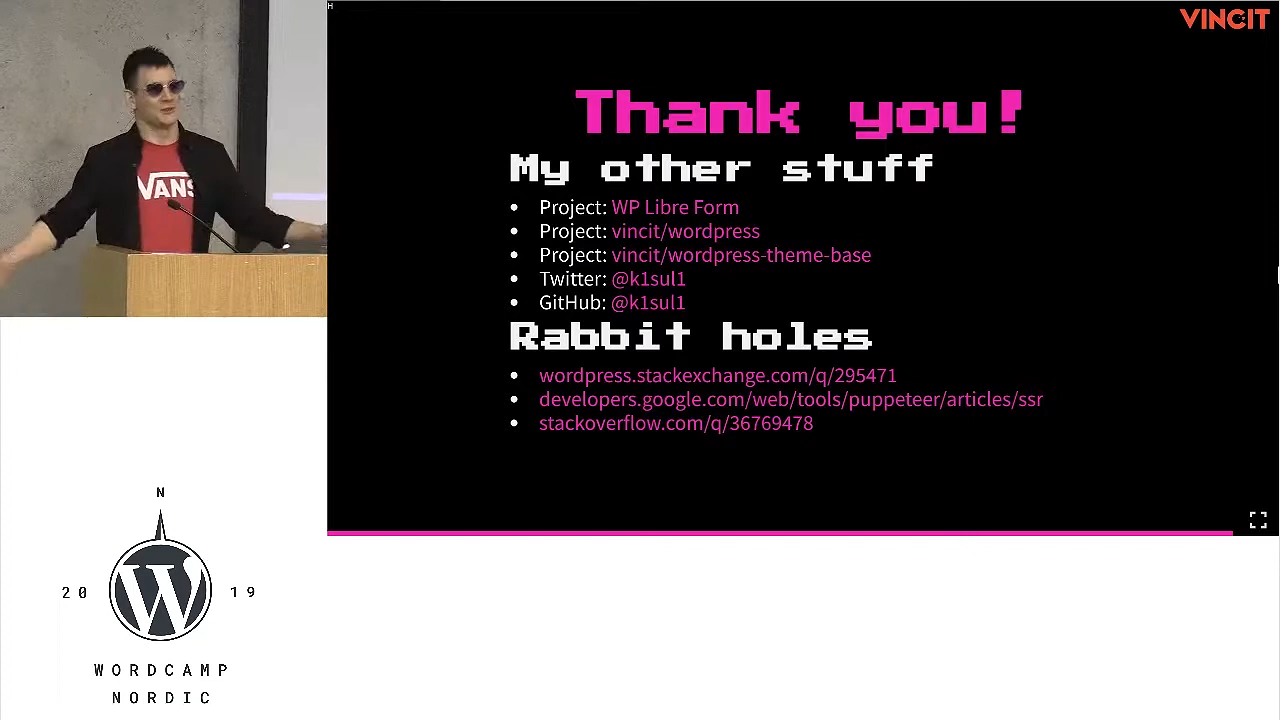 H
VINCIT
Thank you!
My other stuff
• Project: WP Libre Form
• Project: vincit/wordpress
• Project: vincit/wordpress-theme-base
• Twitter: @k1sul1
• GitHub: @k1sul1
Rabbit holes
• wordpress.stackexchange.com/q/295471
• developers.google.com/web/tools/puppeteer/articles/ssr
• stackoverflow.com/q/36769478
VANS
N
20 19
W
WORDCAMP
NORDIC